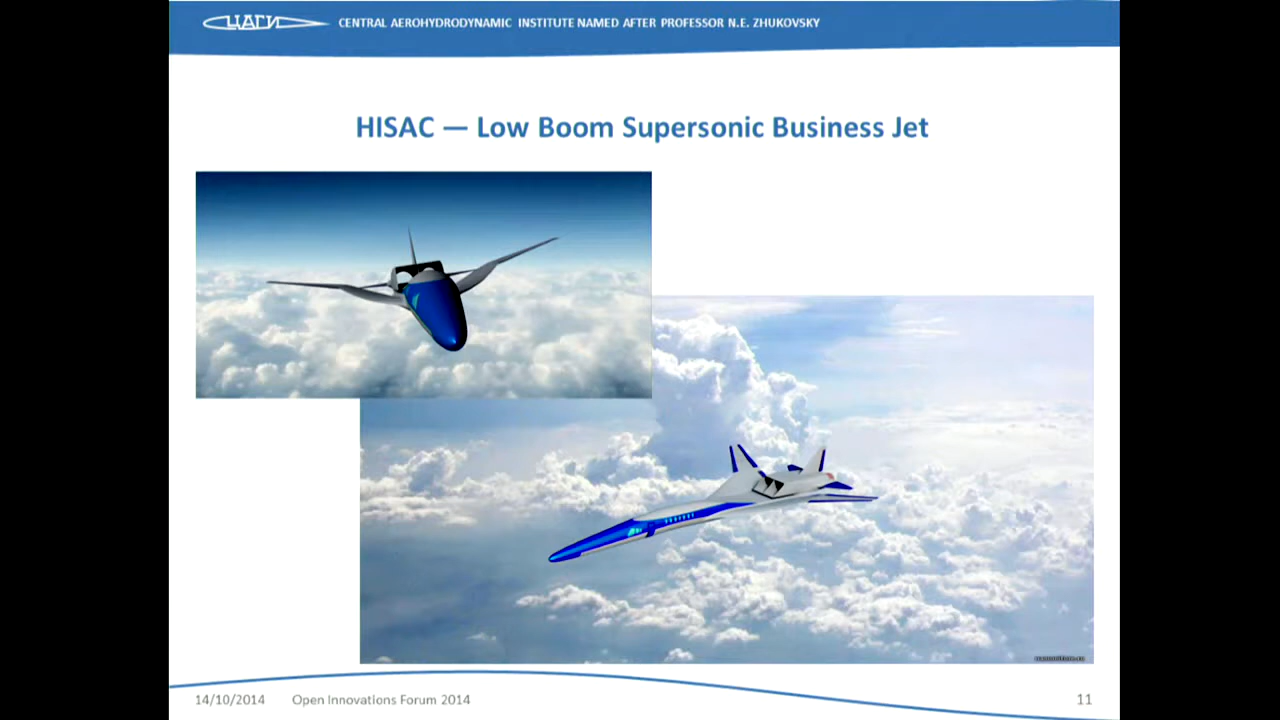 ЦАГИ
CENTRAL AEROHYDRODYNAMIC INSTITUTE NAMED AFTER PROFESSOR N.E. ZHUKOVSKY
HISAC — Low Boom Supersonic Business Jet
14/10/2014
Open Innovations Forum 2014
11